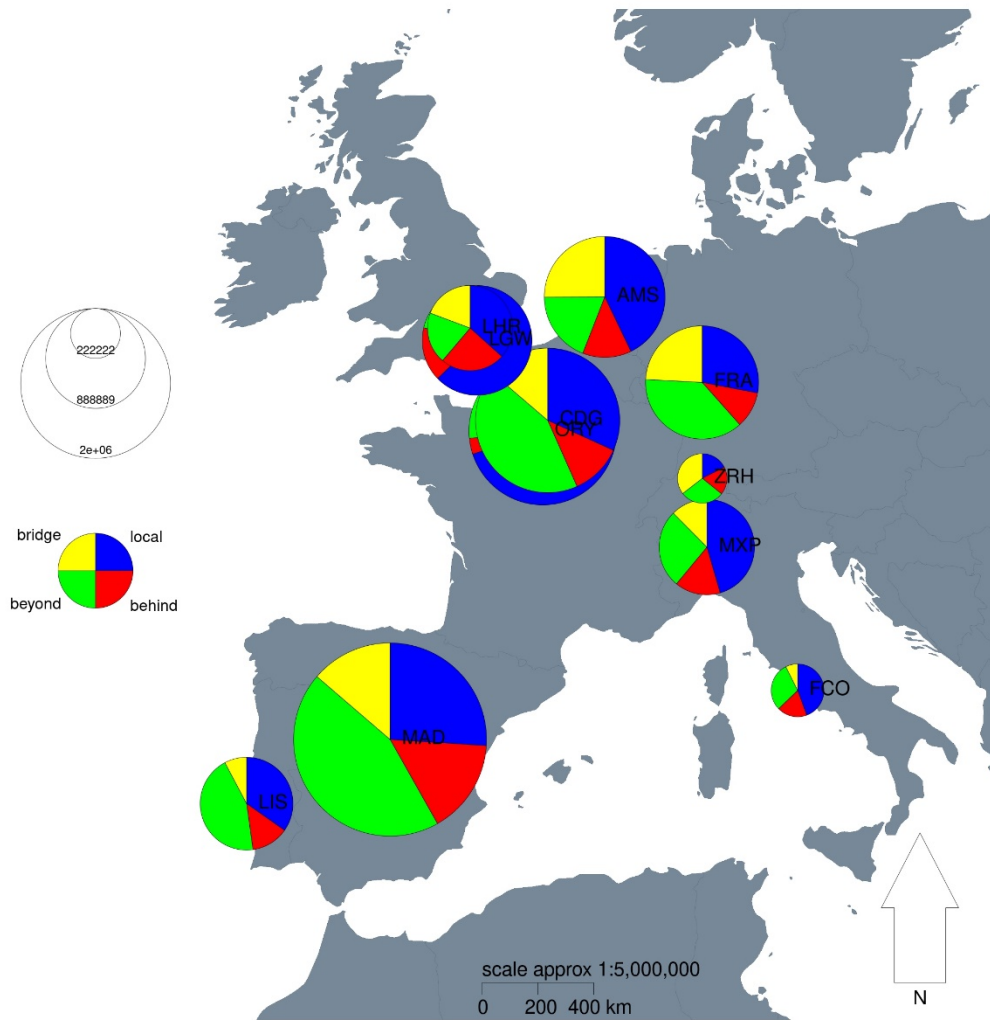 AMS
LHR
LGW
222222
FRA
888889
CDG
ORY
2e+06
ZRH
bridge
local
MXP
beyond
behind
FCO
MAD
LIS
scale approx 1:5,000,000
0 200 400 km
N